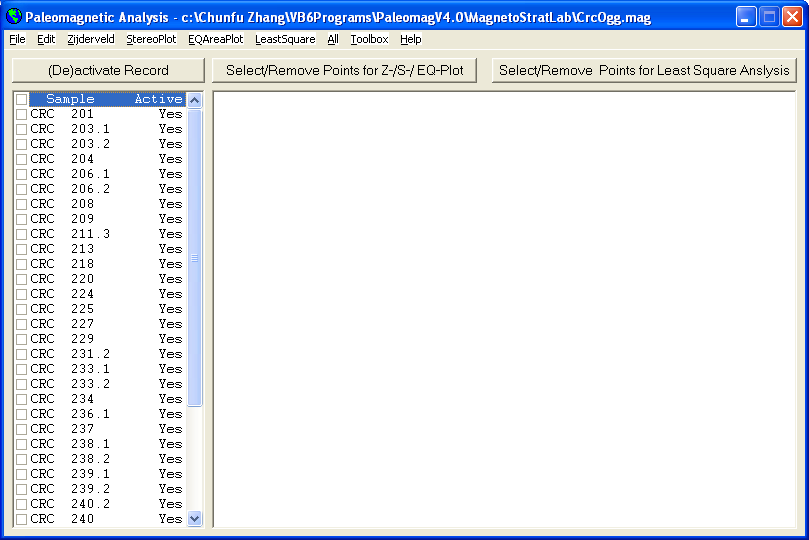 Paleomagnetic Analysis - c:\Chunfu Zhang\VB6Programs\PaleomagV4.0\MagnetoStratLab\CrcOgg.mag
File Edit Zijderveld StereoPlot EQAreaPlot LeastSquare All Toolbox Help
(De)activate Record Select/Remove Points for Z-/S-/ EQ-Plot Select/Remove Points for Least Square Analysis
Sample Active
CRC 201 Yes
CRC 203.1 Yes
CRC 203.2 Yes
CRC 204 Yes
CRC 206.1 Yes
CRC 206.2 Yes
CRC 208 Yes
CRC 209 Yes
CRC 211.3 Yes
CRC 213 Yes
CRC 218 Yes
CRC 220 Yes
CRC 224 Yes
CRC 225 Yes
CRC 227 Yes
CRC 229 Yes
CRC 231.2 Yes
CRC 233.1 Yes
CRC 233.2 Yes
CRC 234 Yes
CRC 236.1 Yes
CRC 237 Yes
CRC 238.1 Yes
CRC 238.2 Yes
CRC 239.1 Yes
CRC 239.2 Yes
CRC 240.2 Yes
CRC 240 Yes